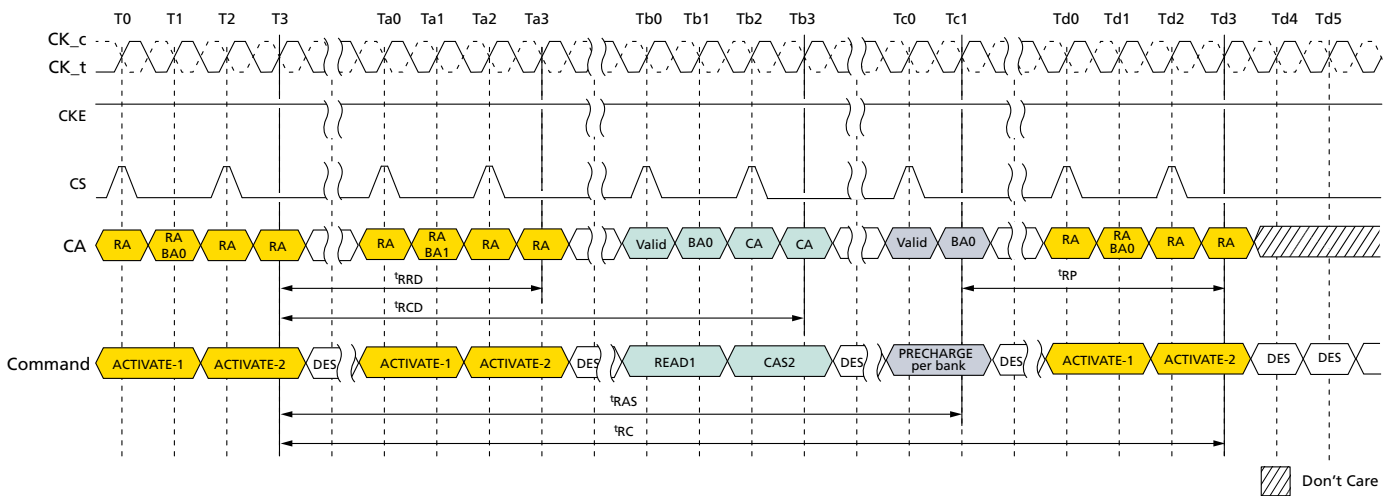 T0 T1 T2 T3 Ta0 Ta1 Ta2 Ta3 Tb0 Tb1 Tb2 Tb3 Tc0 Tc1 Td0 Td1 Td2 Td3 Td4 Td5
CK_c
CK_t
CKE
CS
CA RA RA BA0 RA RA RA RA BA1 RA RA Valid BA0 CA CA Valid BA0 RA RA BA0 RA RA
tRRD tRP
tRCD
Command ACTIVATE-1 ACTIVATE-2 DES ACTIVATE-1 ACTIVATE-2 DES READ1 CAS2 DES PRECHARGE per bank DES ACTIVATE-1 ACTIVATE-2 DES DES
tRAS
tRC
Don't Care